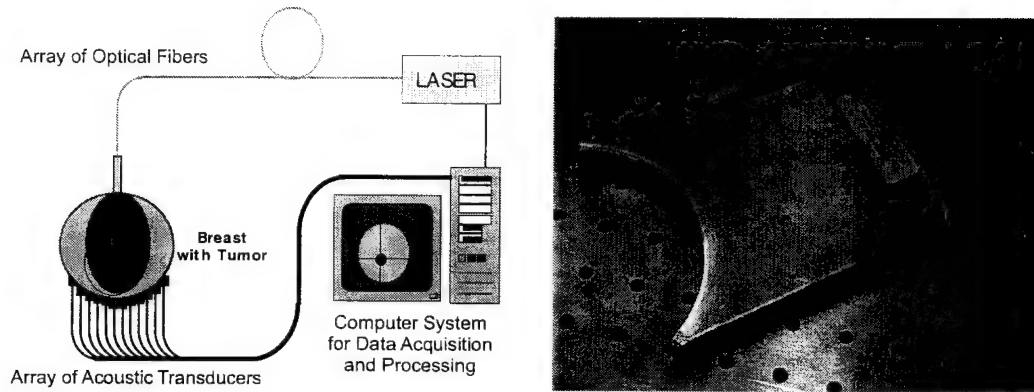 Array of Optical Fibers
LASER
Breast
with Tumor
Computer System
for Data Acquisition
and Processing
Array of Acoustic Transducers